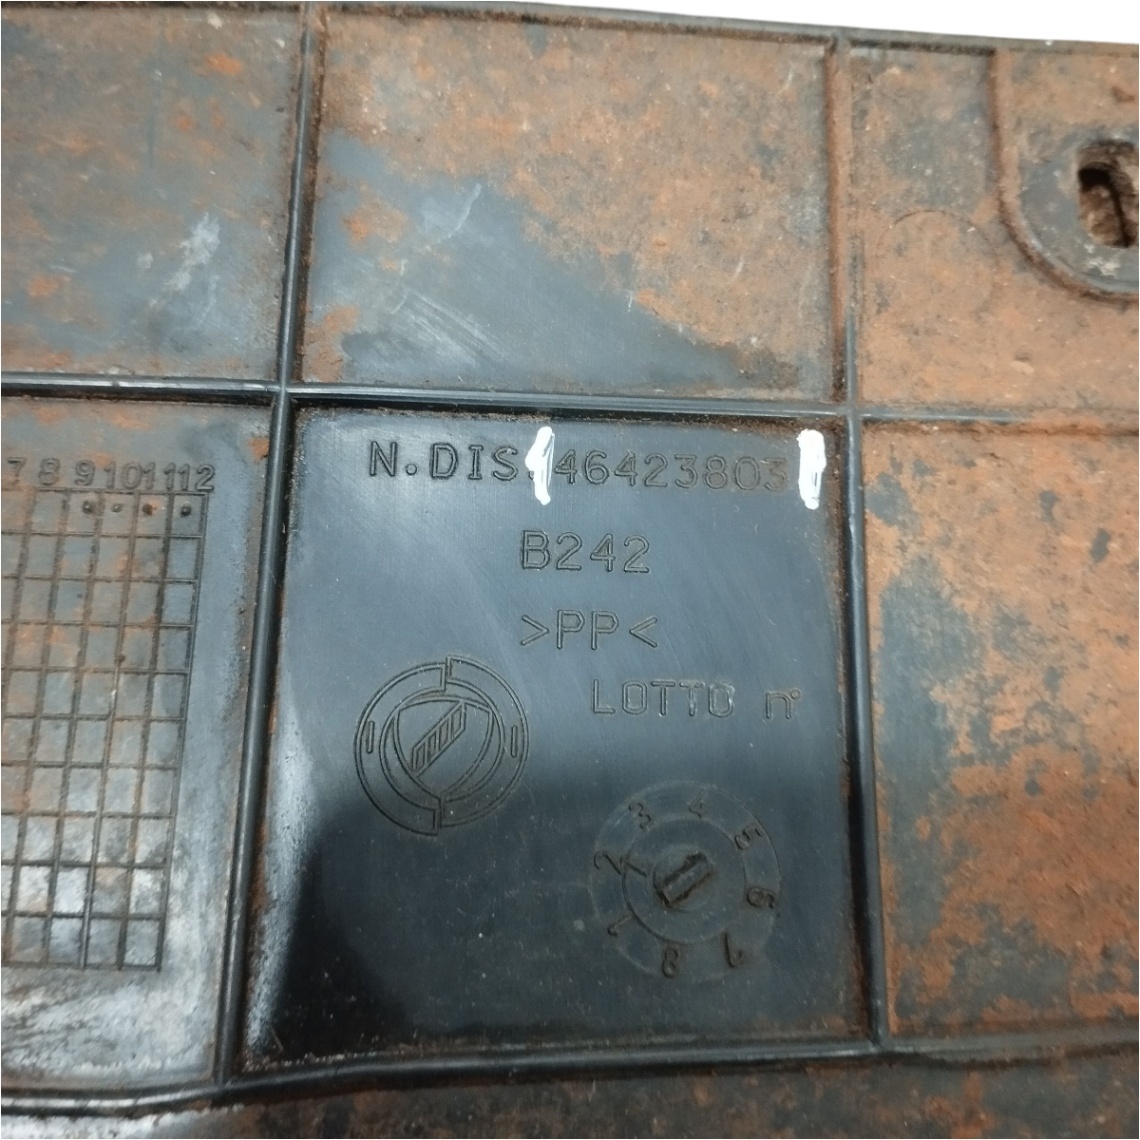 N.DIS.46423803
B242
>PP<
LOTTO n°
7 8 9 10 11 12
3 4 5 6 7 8 1 2